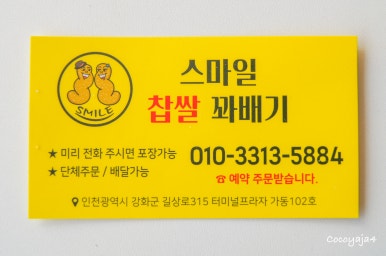 SMILE
스마일
찹쌀 꽈배기
★ 미리 전화 주시면 포장가능
★ 단체주문 / 배달가능
010-3313-5884
☎ 예약 주문받습니다.
인천광역시 강화군 길상로315 터미널프라자 가동102호
Cocoyaja4